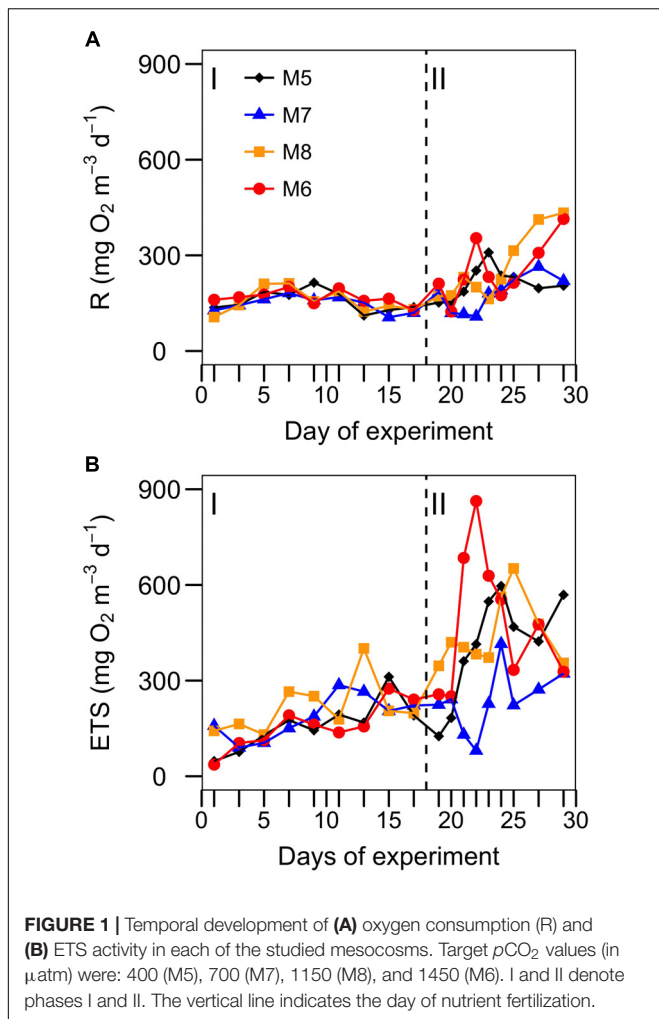 A
R (mg O₂ m⁻³ d⁻¹)
900
600
300
0
I
II
M5
M7
M8
M6
0 5 10 15 20 25 30
Day of experiment
B
ETS (mg O₂ m⁻³ d⁻¹)
900
600
300
0
I
II
0 5 10 15 20 25 30
Days of experiment
FIGURE 1 | Temporal development of (A) oxygen consumption (R) and
(B) ETS activity in each of the studied mesocosms. Target pCO₂ values (in
μatm) were: 400 (M5), 700 (M7), 1150 (M8), and 1450 (M6). I and II denote
phases I and II. The vertical line indicates the day of nutrient fertilization.